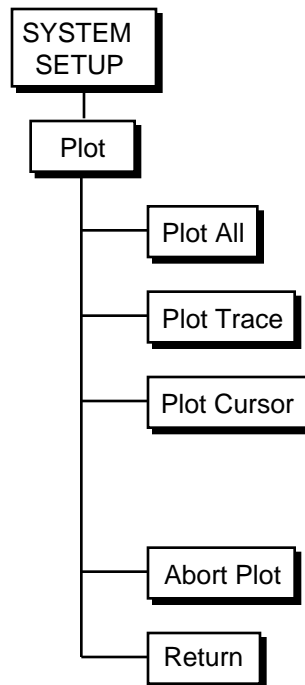 SYSTEM
SETUP
Plot
Plot All
Plot Trace
Plot Cursor
Abort Plot
Return